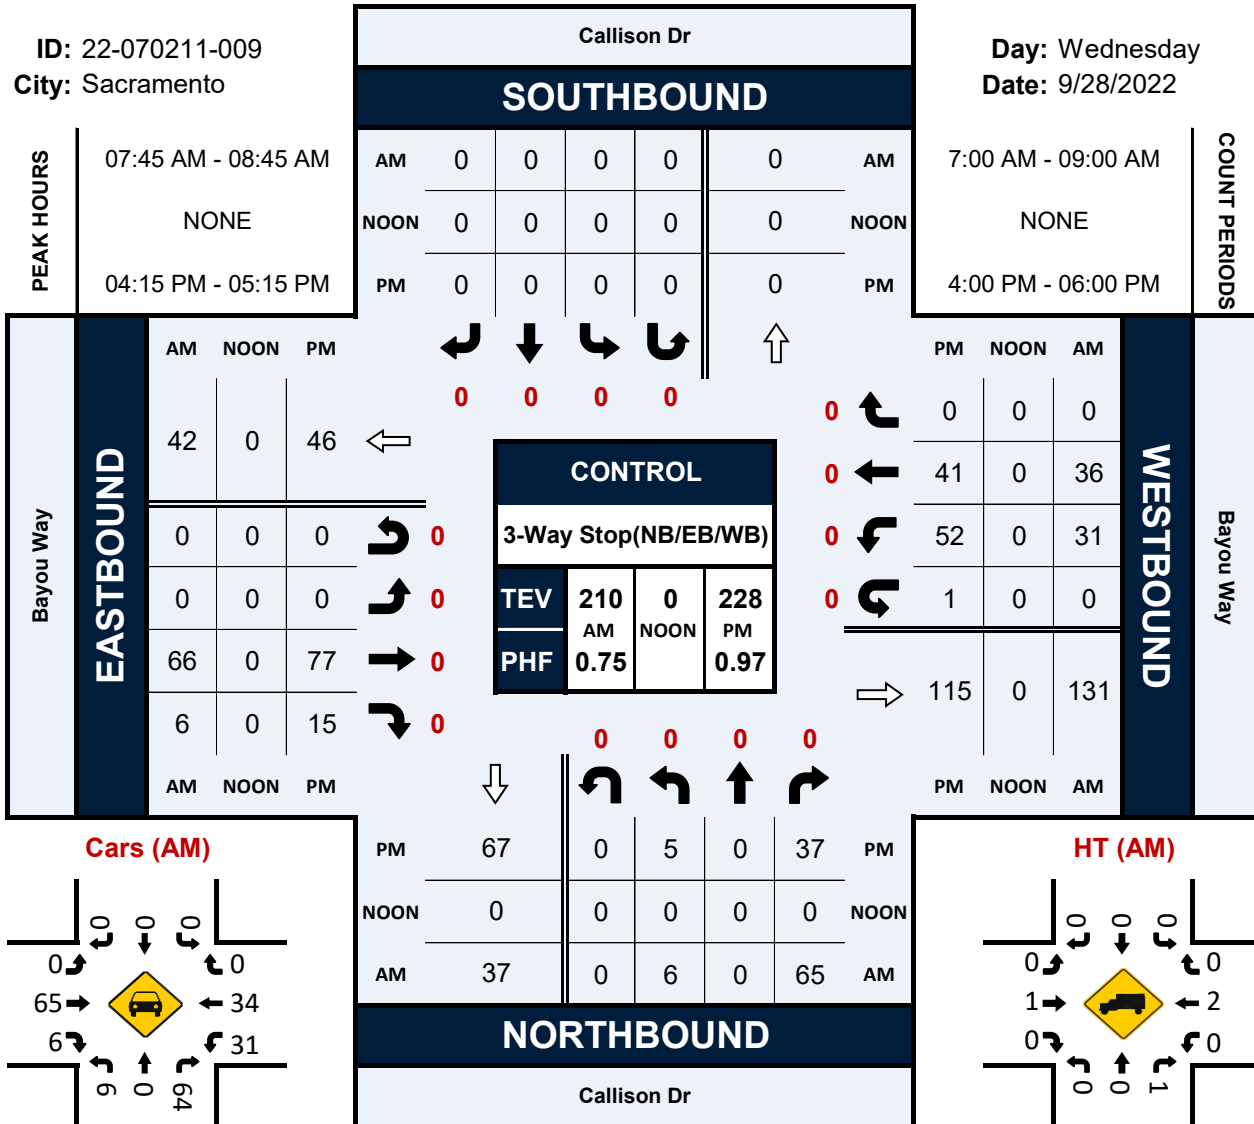 Callison Dr
ID: 22-070211-009
City: Sacramento
Day: Wednesday
Date: 9/28/2022
SOUTHBOUND
PEAK HOURS
07:45 AM - 08:45 AM
NONE
04:15 PM - 05:15 PM
AM 0 0 0 0 0 AM
NOON 0 0 0 0 0 NOON
PM 0 0 0 0 0 PM
7:00 AM - 09:00 AM
NONE
4:00 PM - 06:00 PM
COUNT PERIODS
0 0 0 0
Bayou Way
EASTBOUND
AM NOON PM
42 0 46
0 0 0 0
0 0 0 0
66 0 77 0
6 0 15 0
AM NOON PM
CONTROL
3-Way Stop(NB/EB/WB)
TEV 210 0 228
AM NOON PM
PHF 0.75 0.97
PM NOON AM
0 0 0 0
0 41 0 36
0 52 0 31
0 1 0 0
115 0 131
PM NOON AM
WESTBOUND
Bayou Way
0 0 0 0
PM 67 0 5 0 37 PM
NOON 0 0 0 0 0 NOON
AM 37 0 6 0 65 AM
NORTHBOUND
Callison Dr
Cars (AM)
0 0 0
0 0
65 34
6 31
6 0 64
HT (AM)
0 0 0
0 0
1 2
0 0
0 0 1